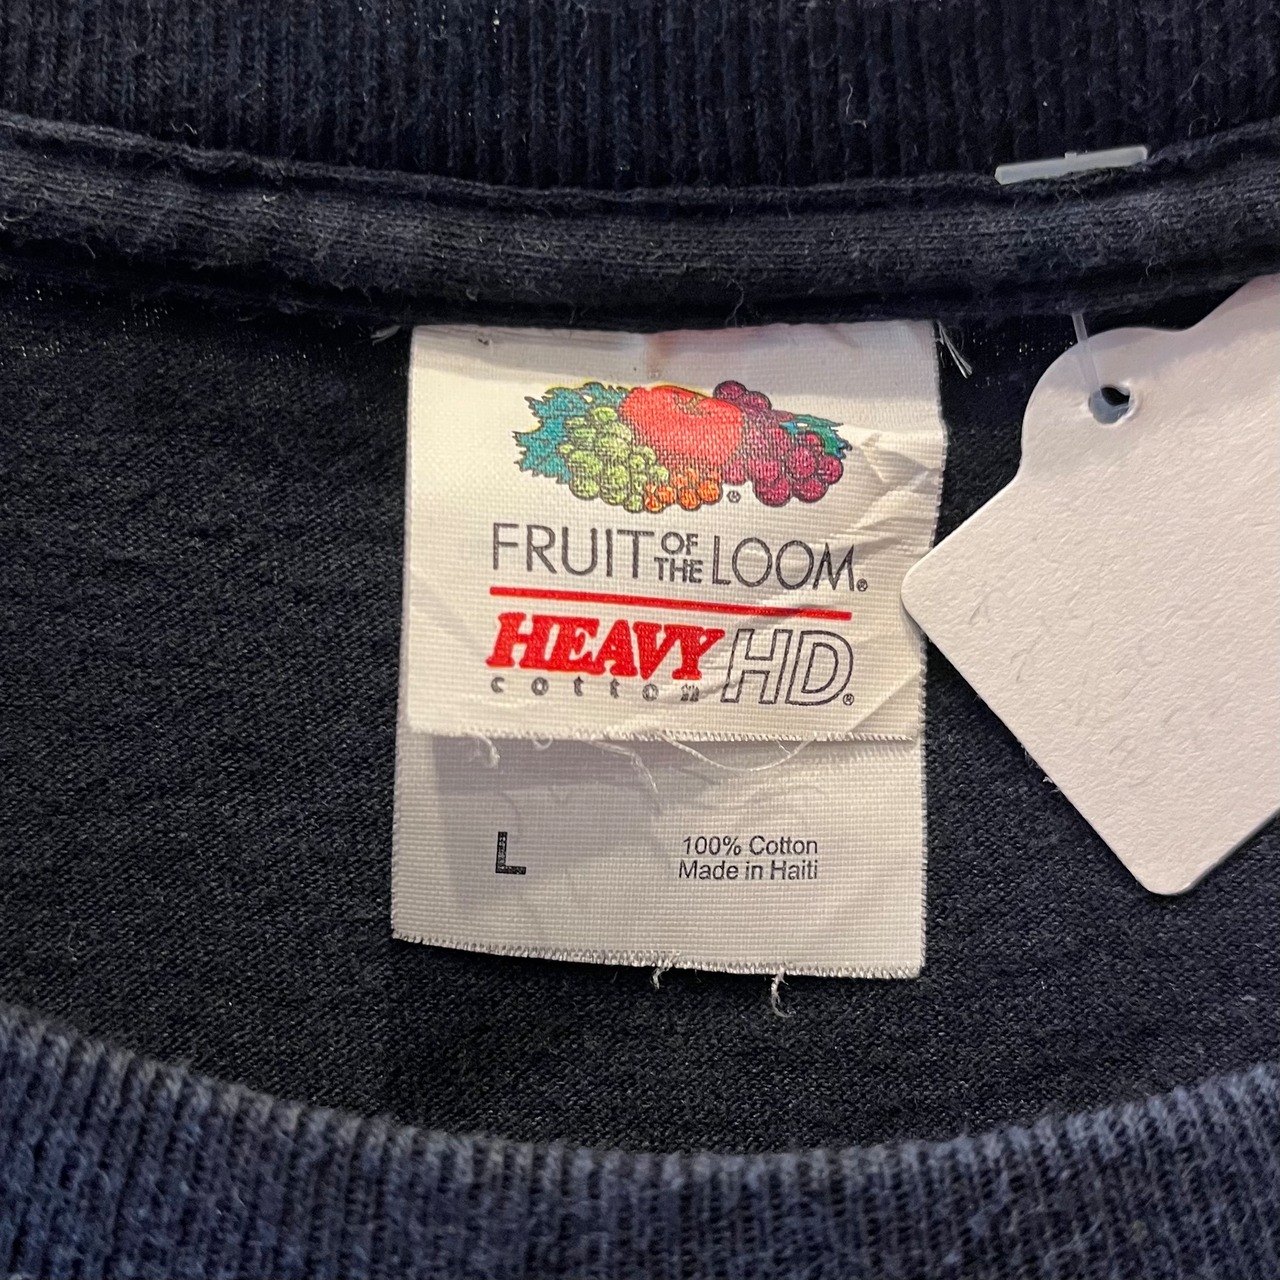 ®
FRUIT OF THE LOOM®
HEAVY cotton HD®
L
100% Cotton
Made in Haiti